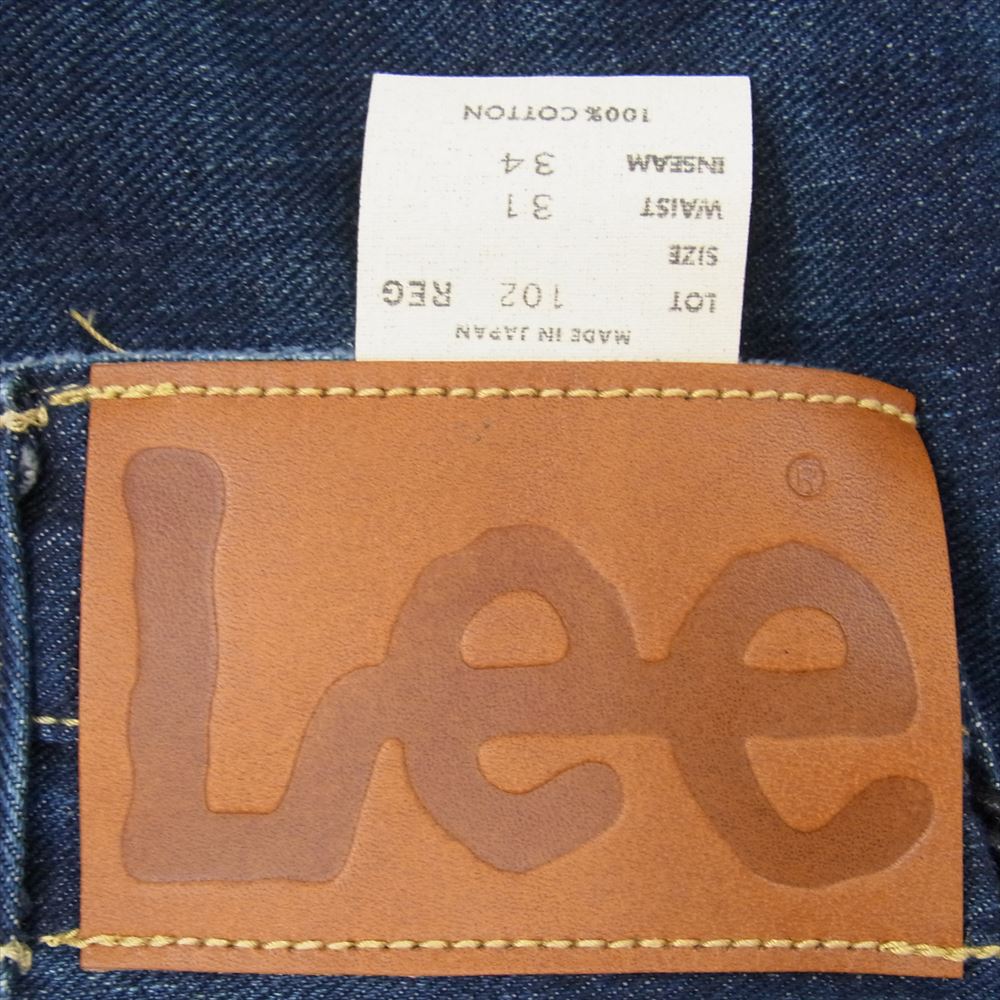 MADE IN JAPAN
LOT 102 REG
SIZE
WAIST 31
INSEAM 34
100% COTTON
Lee ®